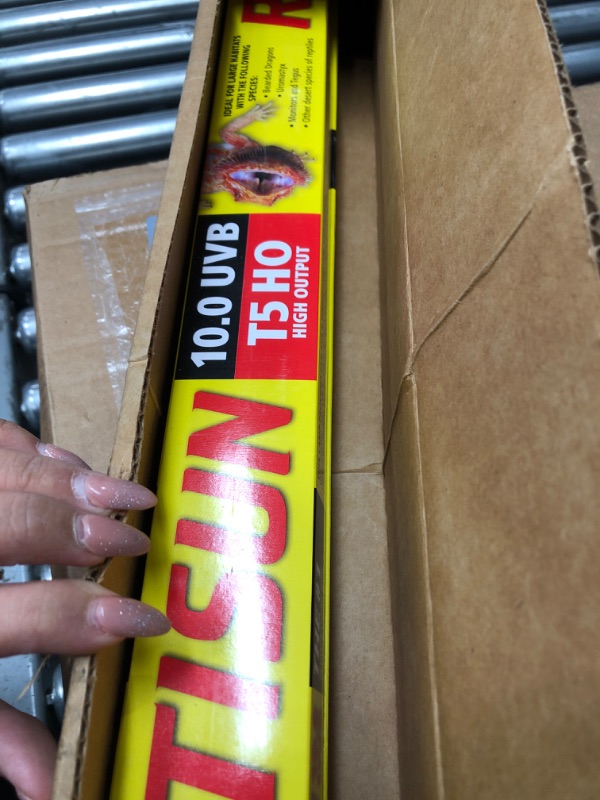 R
IDEAL FOR LARGE HABITATS
WITH THE FOLLOWING
SPECIES:
• Bearded Dragons
• Uromastyx
• Monitors and Tegus
• Other desert species of reptiles
10.0 UVB
T5 HO
HIGH OUTPUT
TISUN